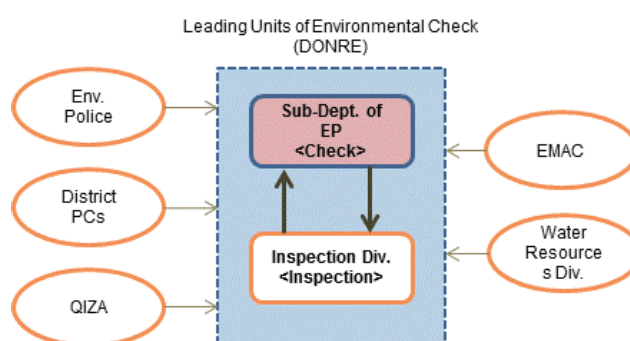 Leading Units of Environmental Check
(DONRE)
Env.
Police
Sub-Dept. of
EP
<Check>
EMAC
District
PCs
Inspection Div.
<Inspection>
Water
Resource
s Div.
QIZA